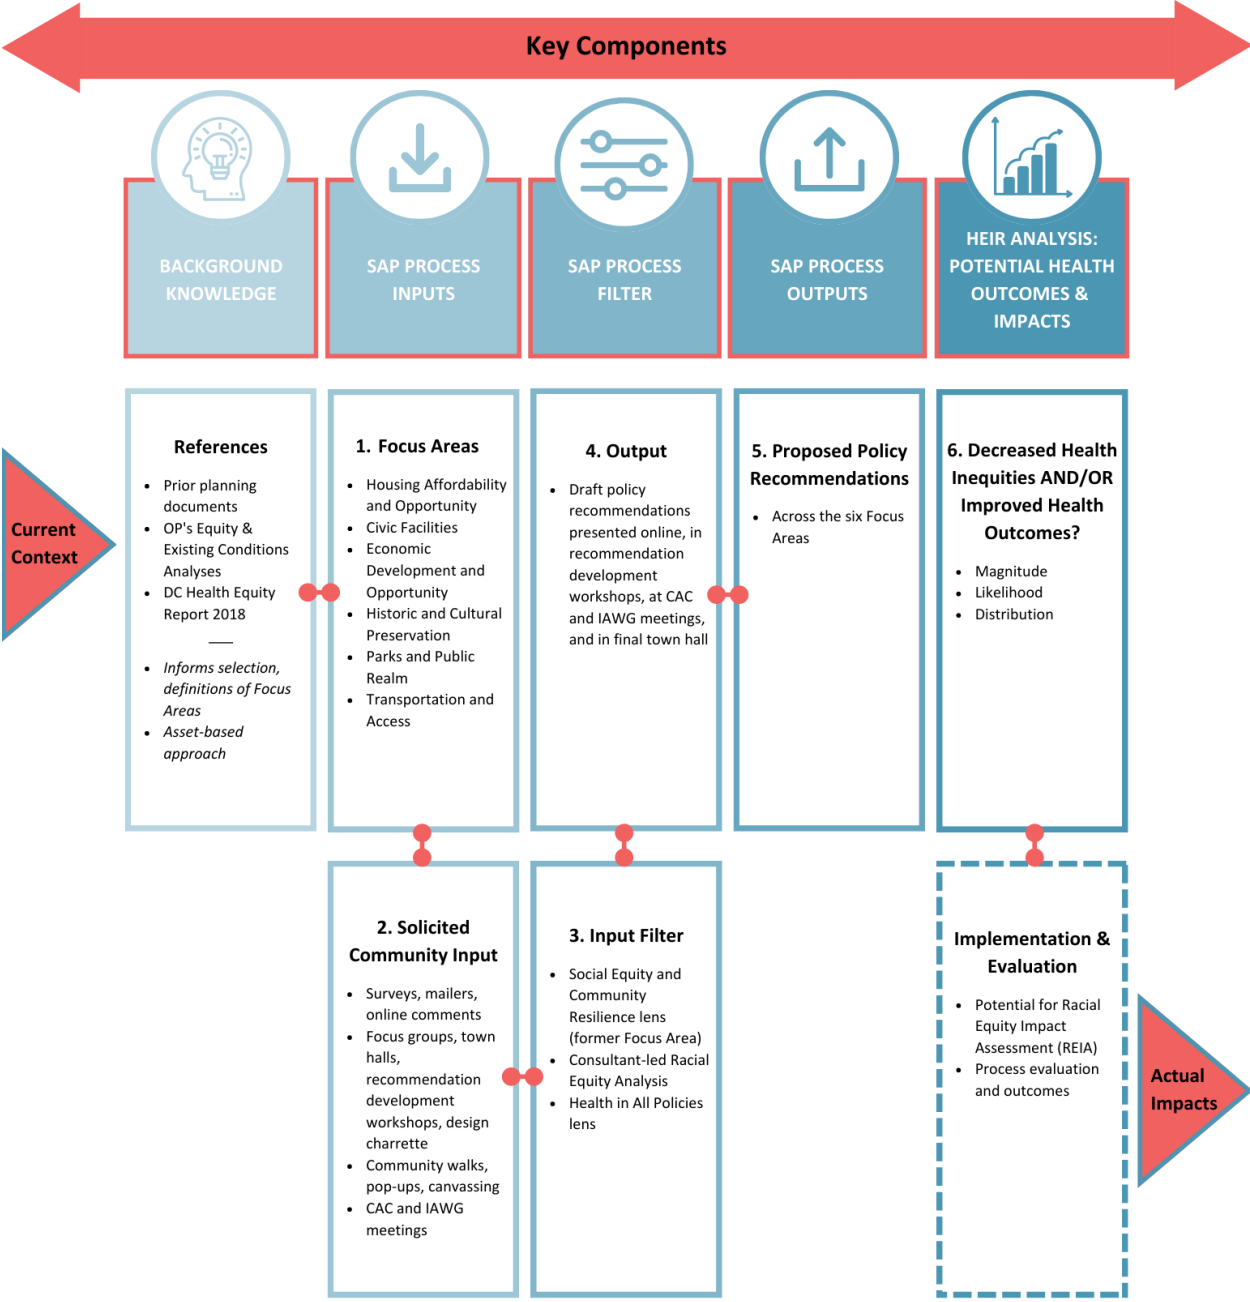 Key Components
BACKGROUND
KNOWLEDGE
SAP PROCESS
INPUTS
SAP PROCESS
FILTER
SAP PROCESS
OUTPUTS
HEIR ANALYSIS:
POTENTIAL HEALTH
OUTCOMES &
IMPACTS
Current
Context
References
• Prior planning
documents
• OP's Equity &
Existing Conditions
Analyses
• DC Health Equity
Report 2018
• Informs selection,
definitions of Focus
Areas
• Asset-based
approach
1. Focus Areas
• Housing Affordability
and Opportunity
• Civic Facilities
• Economic
Development and
Opportunity
• Historic and Cultural
Preservation
• Parks and Public
Realm
• Transportation and
Access
2. Solicited
Community Input
• Surveys, mailers,
online comments
• Focus groups, town
halls,
recommendation
development
workshops, design
charrette
• Community walks,
pop-ups, canvassing
• CAC and IAWG
meetings
3. Input Filter
• Social Equity and
Community
Resilience lens
(former Focus Area)
• Consultant-led Racial
Equity Analysis
• Health in All Policies
lens
4. Output
• Draft policy
recommendations
presented online, in
recommendation
development
workshops, at CAC
and IAWG meetings,
and in final town hall
5. Proposed Policy
Recommendations
• Across the six Focus
Areas
6. Decreased Health
Inequities AND/OR
Improved Health
Outcomes?
• Magnitude
• Likelihood
• Distribution
Implementation &
Evaluation
• Potential for Racial
Equity Impact
Assessment (REIA)
• Process evaluation
and outcomes
Actual
Impacts